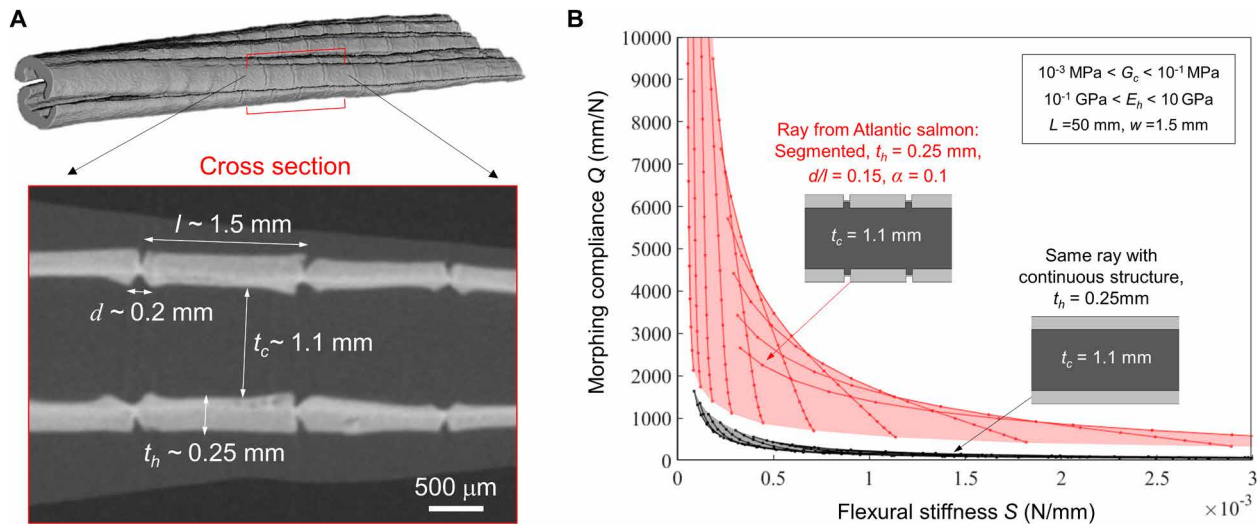 A
Cross section
l ~ 1.5 mm
d ~ 0.2 mm
t_c ~ 1.1 mm
t_h ~ 0.25 mm
500 μm
B
Morphing compliance Q (mm/N)
10000
9000
8000
7000
6000
5000
4000
3000
2000
1000
0
10⁻³ MPa < G_c < 10⁻¹ MPa
10⁻¹ GPa < E_h < 10 GPa
L =50 mm, w =1.5 mm
Ray from Atlantic salmon:
Segmented, t_h = 0.25 mm,
d/l = 0.15, α = 0.1
t_c = 1.1 mm
Same ray with
continuous structure,
t_h = 0.25mm
t_c = 1.1 mm
0 0.5 1 1.5 2 2.5 3
×10⁻³
Flexural stiffness S (N/mm)